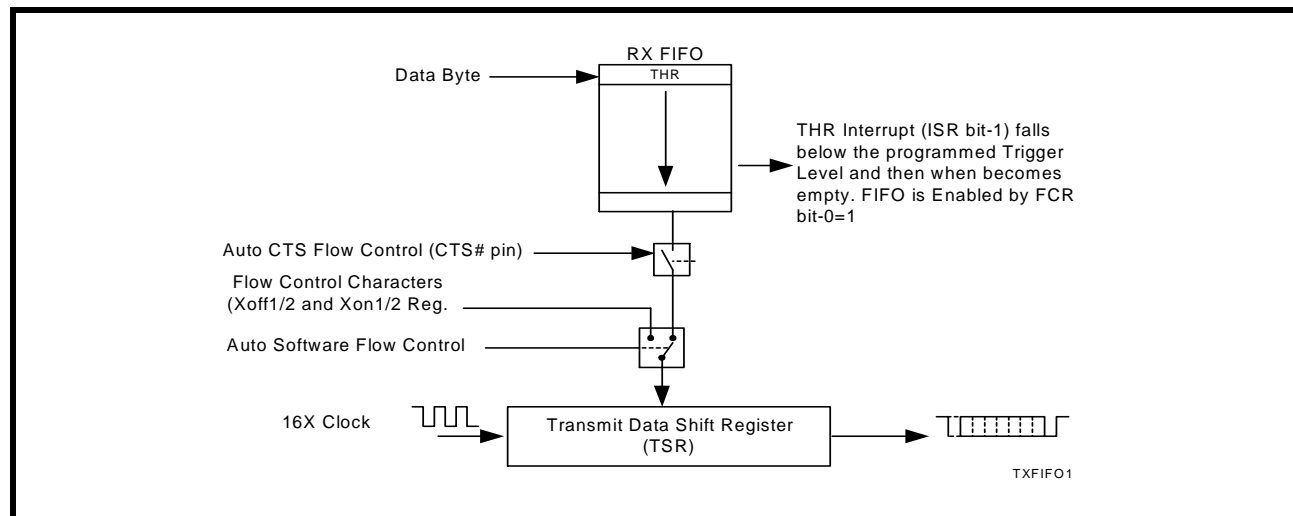 RX FIFO
Data Byte
THR
THR Interrupt (ISR bit-1) falls
below the programmed Trigger
Level and then when becomes
empty. FIFO is Enabled by FCR
bit-0=1
Auto CTS Flow Control (CTS# pin)
Flow Control Characters
(Xoff1/2 and Xon1/2 Reg.
Auto Software Flow Control
16X Clock
Transmit Data Shift Register
(TSR)
TXFIFO1